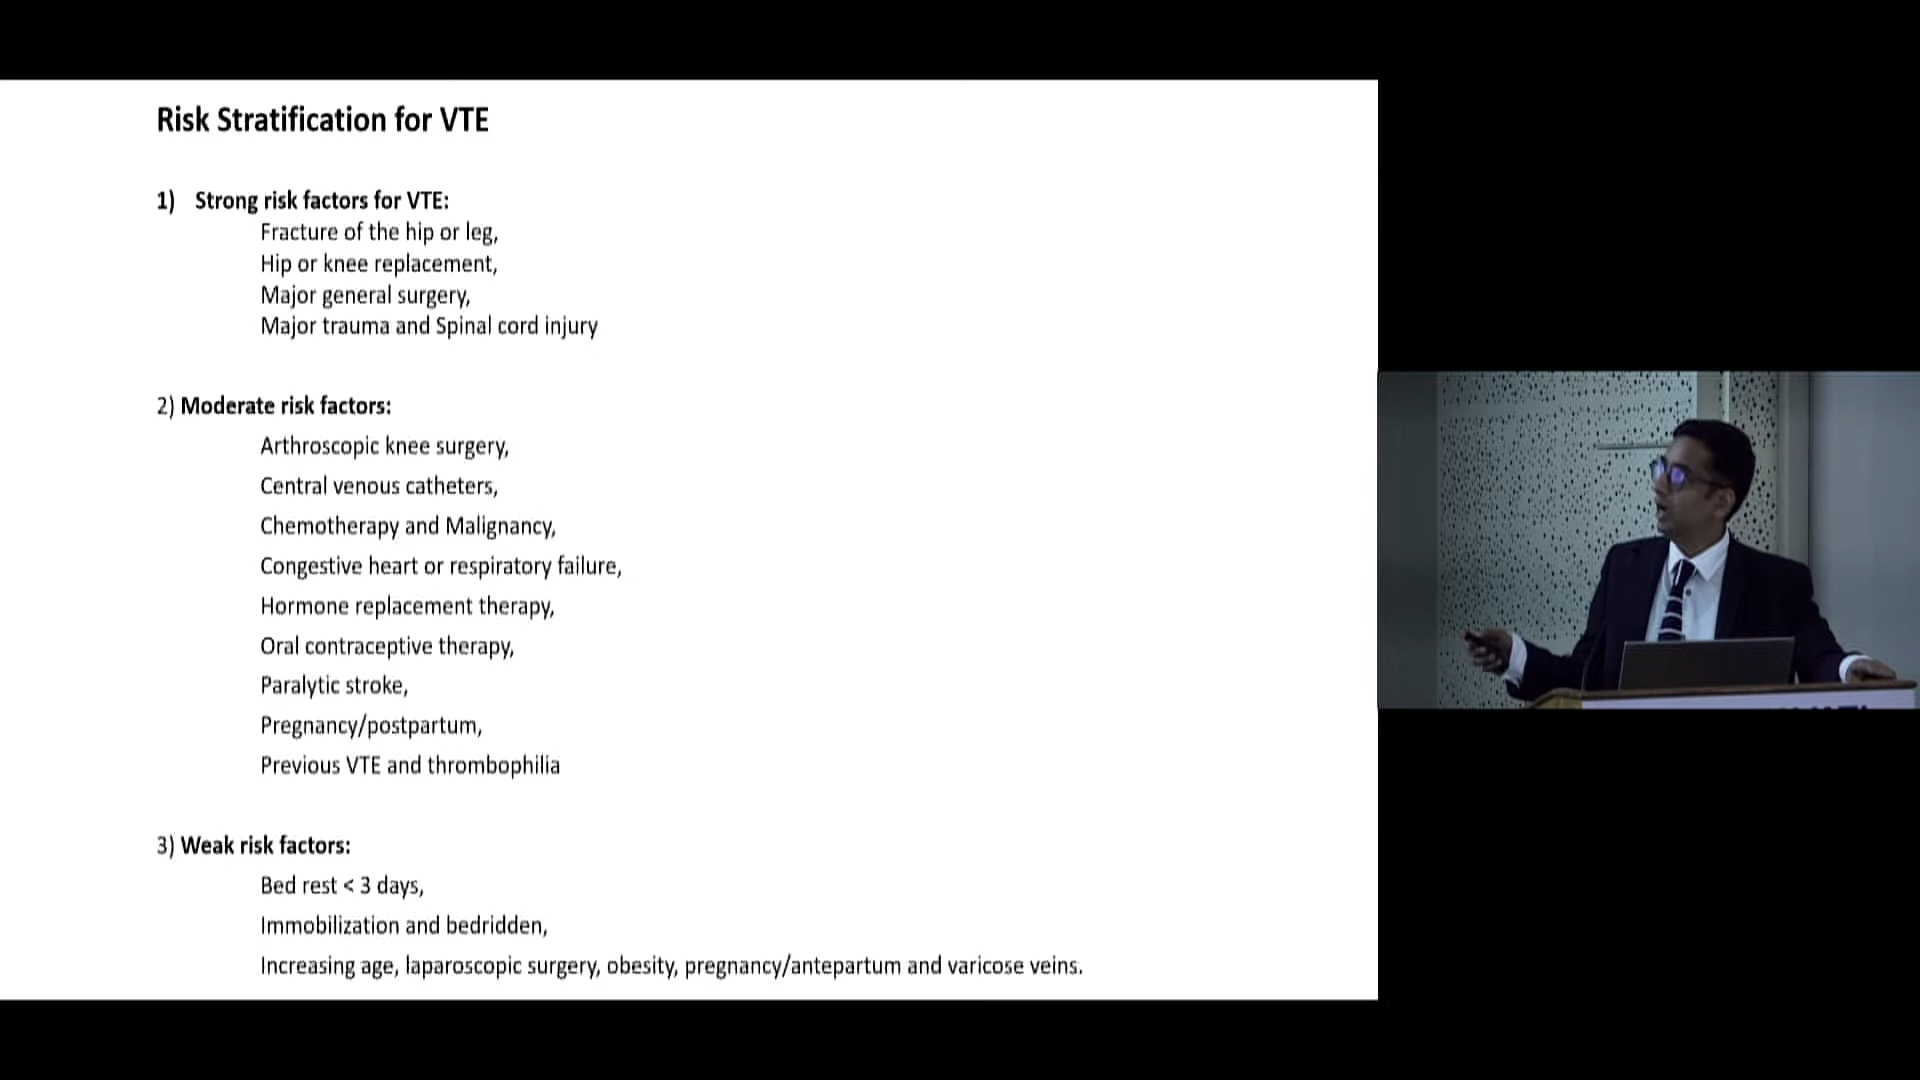 Risk Stratification for VTE
1) Strong risk factors for VTE:
Fracture of the hip or leg,
Hip or knee replacement,
Major general surgery,
Major trauma and Spinal cord injury
2) Moderate risk factors:
Arthroscopic knee surgery,
Central venous catheters,
Chemotherapy and Malignancy,
Congestive heart or respiratory failure,
Hormone replacement therapy,
Oral contraceptive therapy,
Paralytic stroke,
Pregnancy/postpartum,
Previous VTE and thrombophilia
3) Weak risk factors:
Bed rest < 3 days,
Immobilization and bedridden,
Increasing age, laparoscopic surgery, obesity, pregnancy/antepartum and varicose veins.